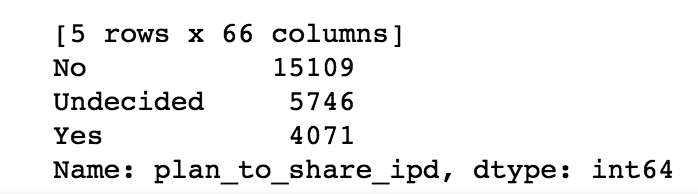 [5 rows x 66 columns]
No 15109
Undecided 5746
Yes 4071
Name: plan_to_share_ipd, dtype: int64